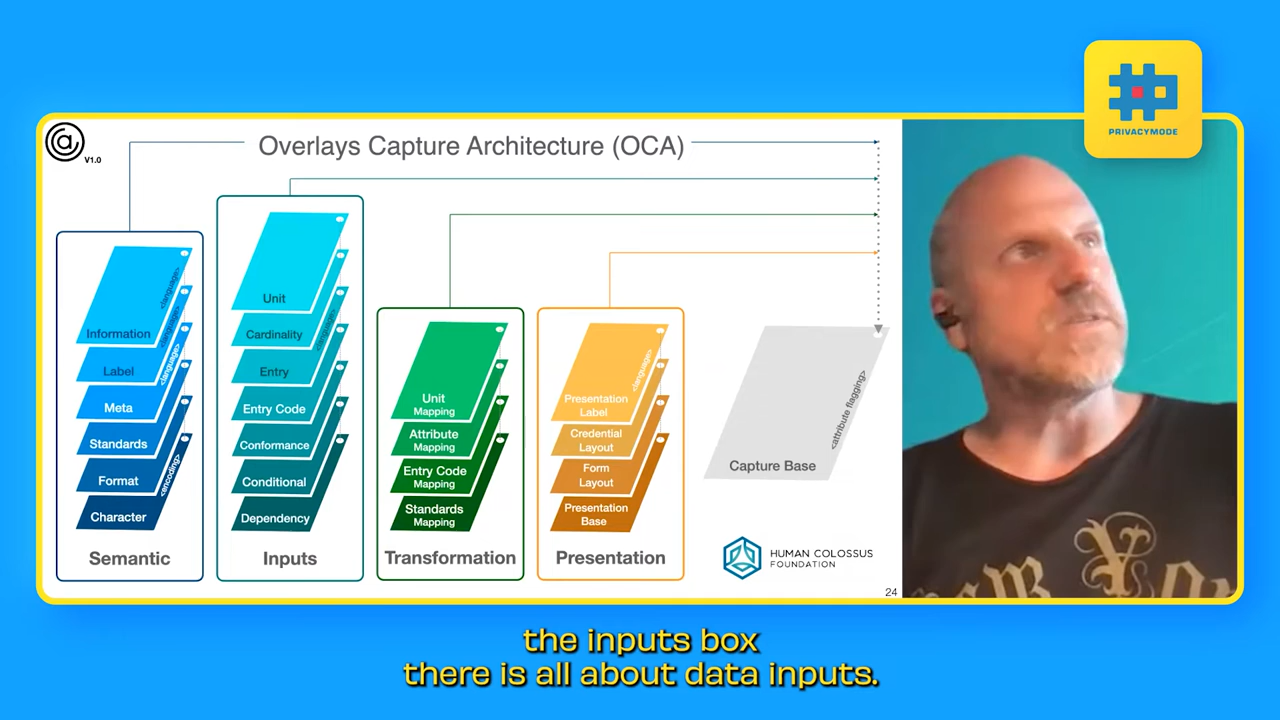 PRIVACYMODE
V1.0
Overlays Capture Architecture (OCA)
Information
<language>
Label
<language>
Meta
<language>
Standards
Format
<encoding>
Character
Semantic
Unit
Cardinality
<language>
Entry
Entry Code
Conformance
Conditional
Dependency
Inputs
Unit
Mapping
Attribute
Mapping
Entry Code
Mapping
Standards
Mapping
Transformation
Presentation
Label
<language>
Credential
Layout
Form
Layout
Presentation
Base
Presentation
Capture Base
<attribute flagging>
HUMAN COLOSSUS
FOUNDATION
24
the inputs box
there is all about data inputs.